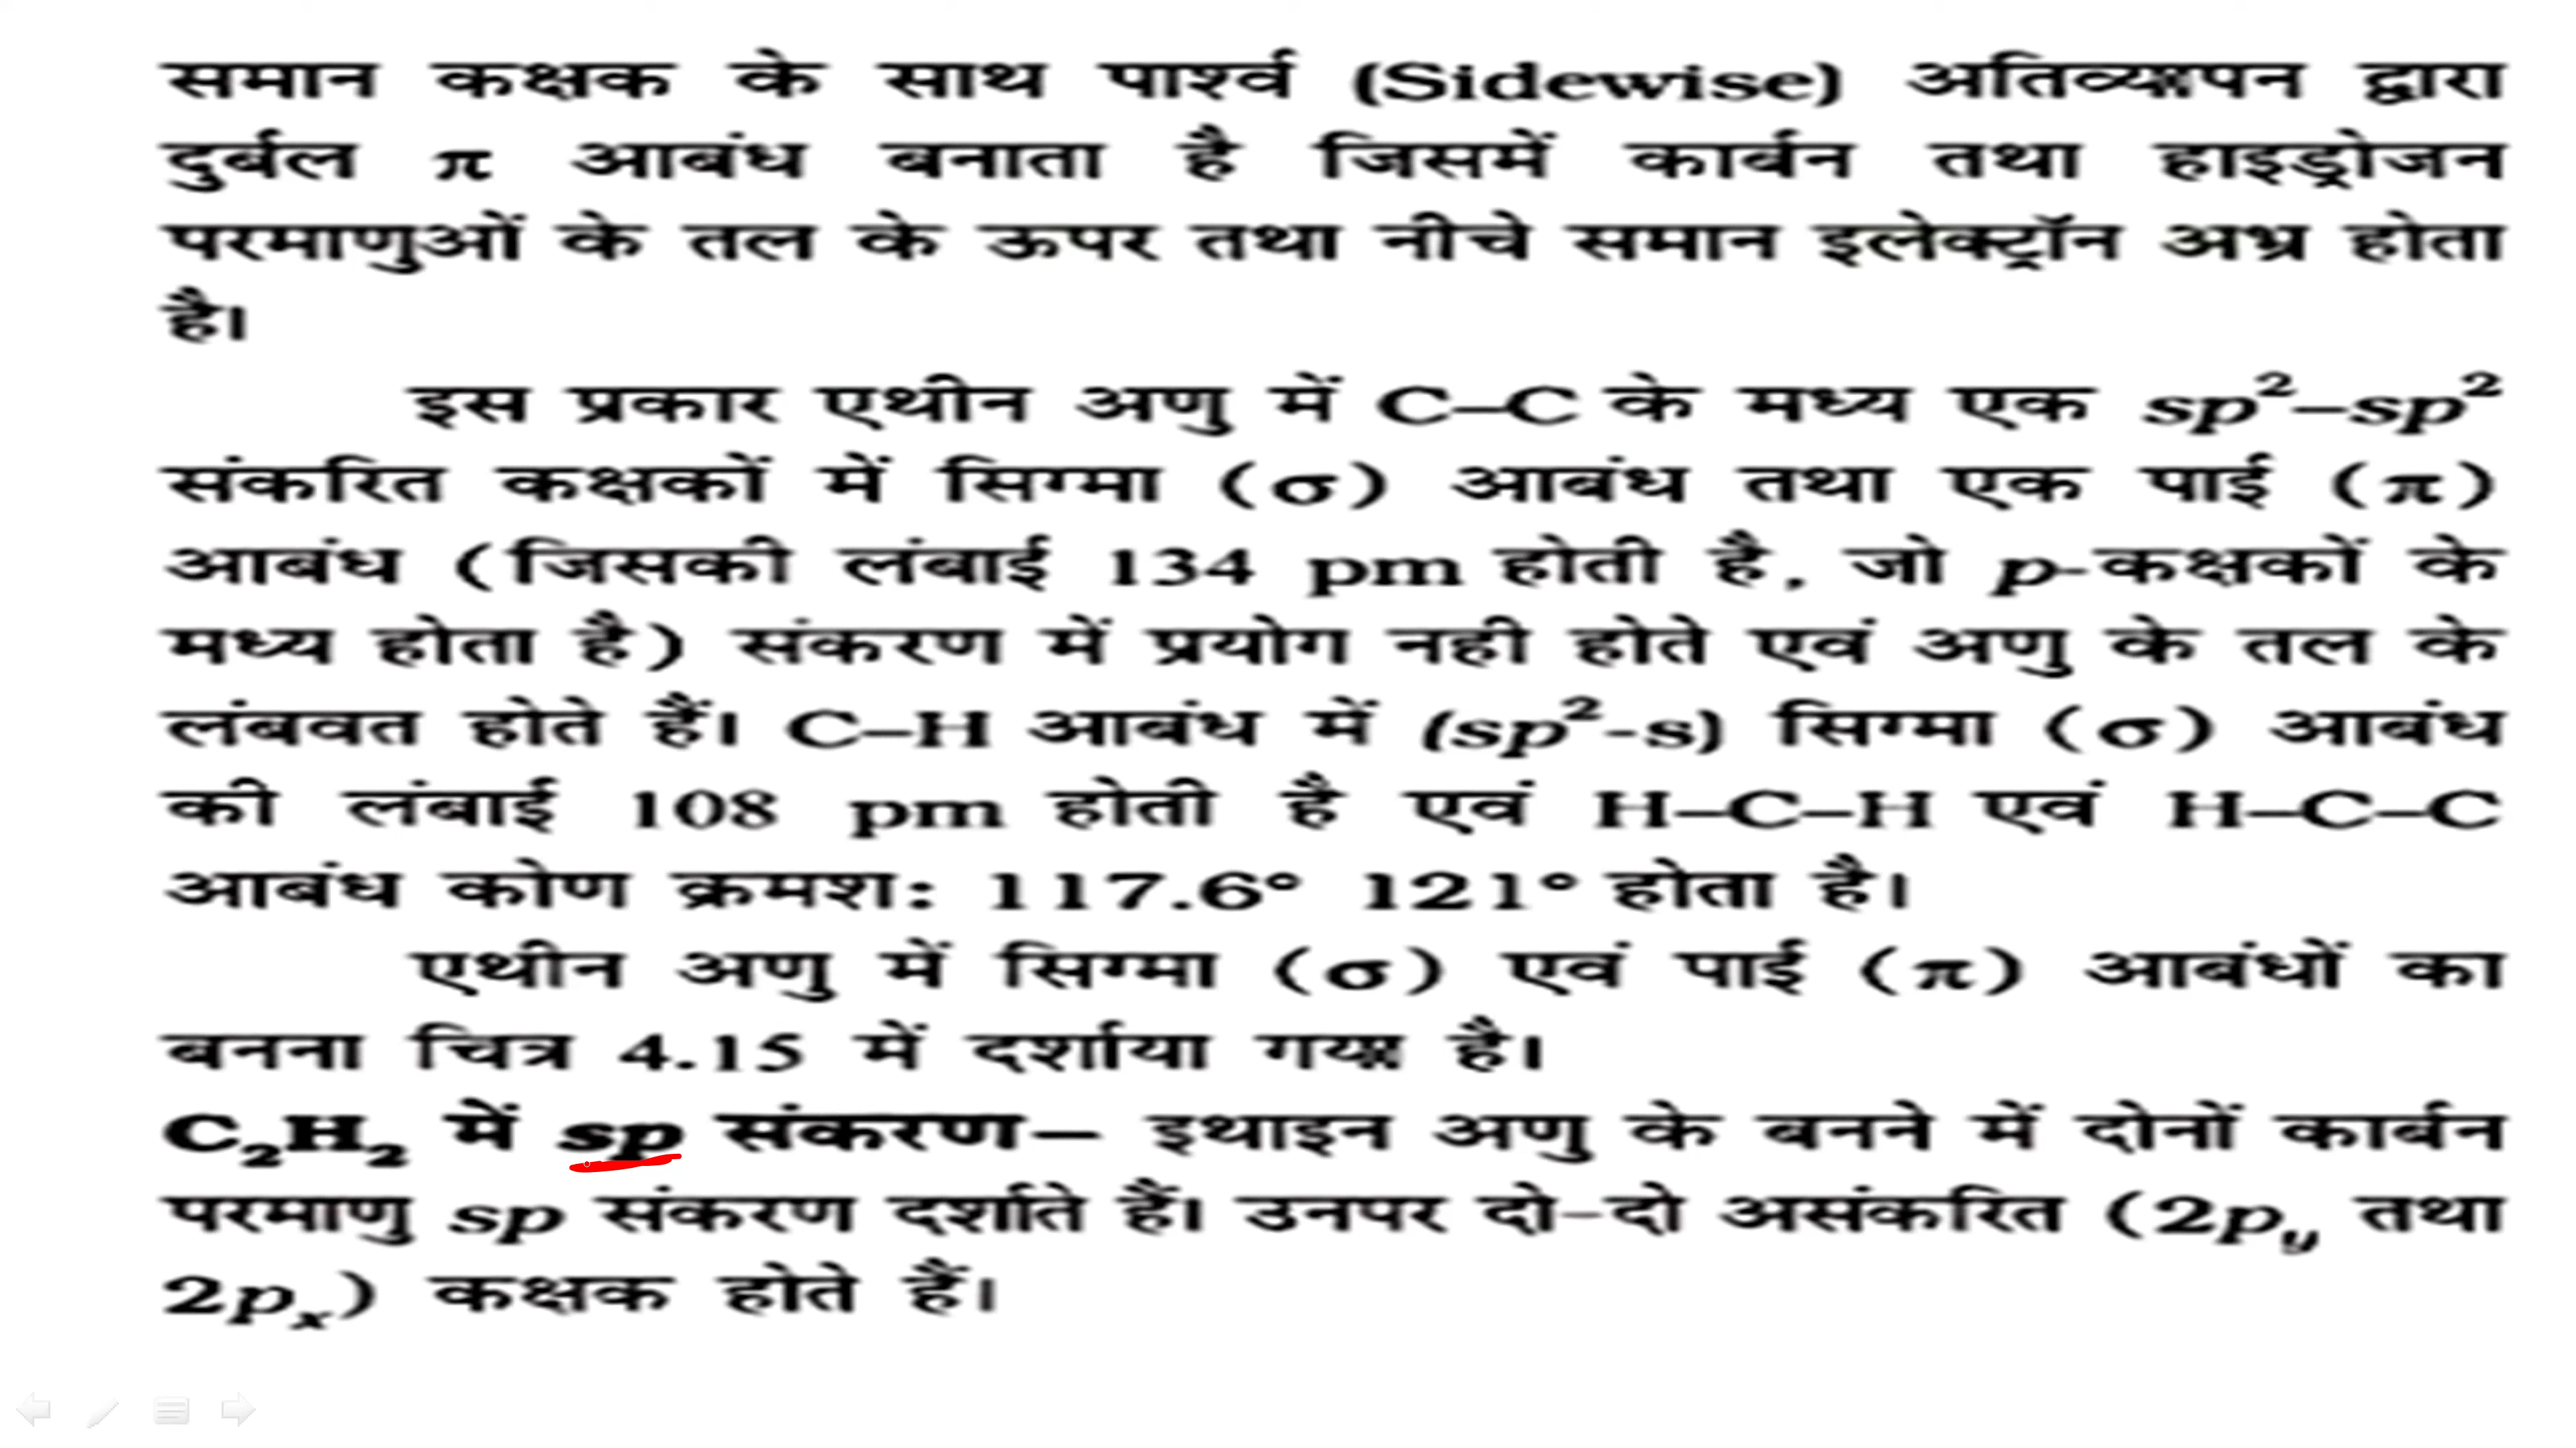 समान कक्षक के साथ पार्श्व (Sidewise) अतिव्यापन द्वारा
दुर्बल π आबंध बनाता है जिसमें कार्बन तथा हाइड्रोजन
परमाणुओं के तल के ऊपर तथा नीचे समान इलेक्ट्रॉन अभ्र होता
है।
इस प्रकार एथीन अणु में C–C के मध्य एक sp²–sp²
संकरित कक्षकों में सिग्मा (σ) आबंध तथा एक पाई (π)
आबंध (जिसकी लंबाई 134 pm होती है, जो p-कक्षकों के
मध्य होता है) संकरण में प्रयोग नही होते एवं अणु के तल के
लंबवत होते हैं। C–H आबंध में (sp²-s) सिग्मा (σ) आबंध
की लंबाई 108 pm होती है एवं H–C–H एवं H–C–C
आबंध कोण क्रमशः 117.6° 121° होता है।
एथीन अणु में सिग्मा (σ) एवं पाई (π) आबंधों का
बनना चित्र 4.15 में दर्शाया गया है।
C₂H₂ में sp संकरण– इथाइन अणु के बनने में दोनों कार्बन
परमाणु sp संकरण दर्शाते हैं। उनपर दो-दो असंकरित (2p_y तथा
2pₓ) कक्षक होते हैं।